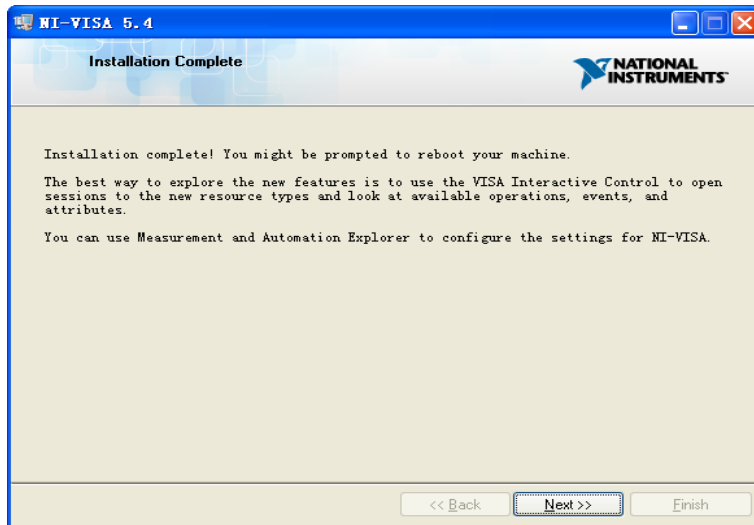 NI-VISA 5.4
Installation Complete
NATIONAL
INSTRUMENTS™
Installation complete! You might be prompted to reboot your machine.
The best way to explore the new features is to use the VISA Interactive Control to open
sessions to the new resource types and look at available operations, events, and
attributes.
You can use Measurement and Automation Explorer to configure the settings for NI-VISA.
<< Back
Next >>
Finish